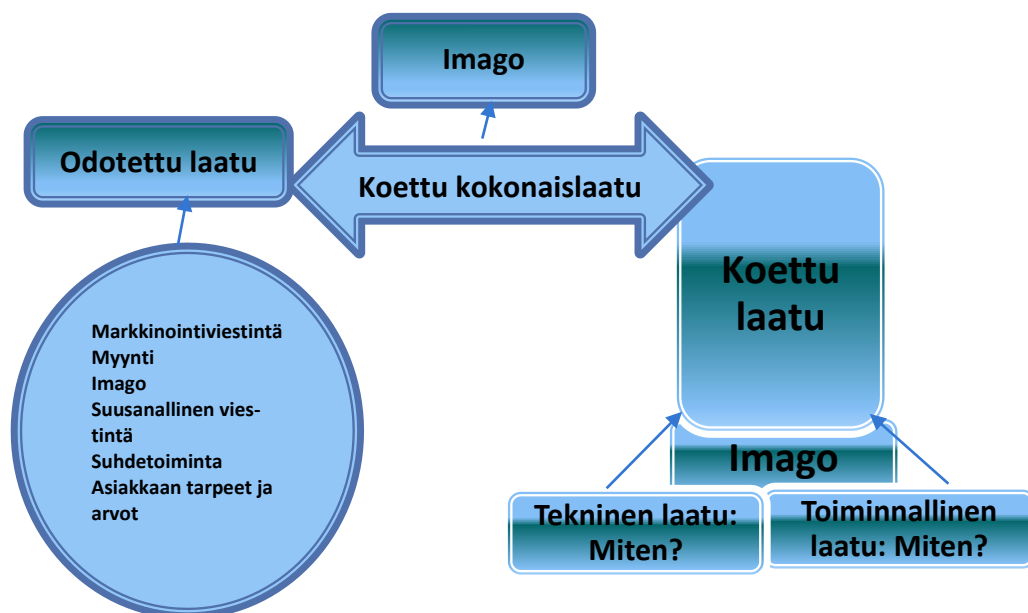 Imago
Odotettu laatu
Koettu kokonaislaatu
Markkinointiviestintä
Myynti
Imago
Suusanallinen vies-
tintä
Suhdetoiminta
Asiakkaan tarpeet ja
arvot
Koettu
laatu
Imago
Tekninen laatu:
Miten?
Toiminnallinen
laatu: Miten?